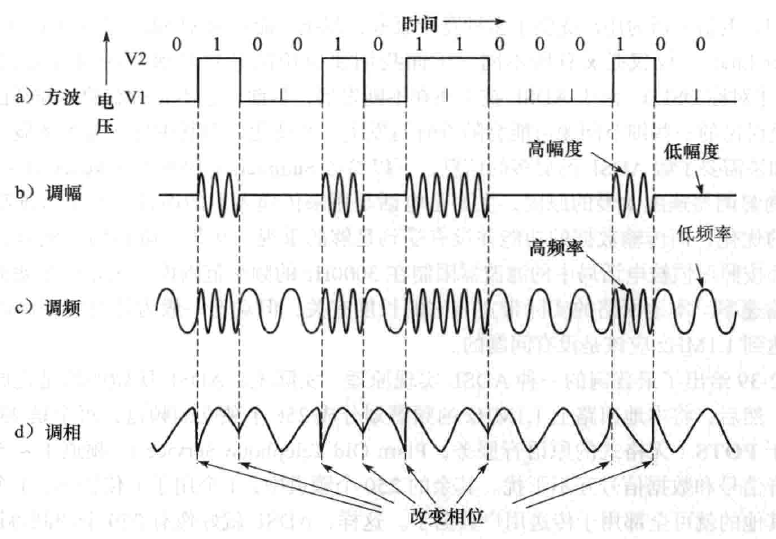 时间
0 1 0 0 1 0 1 1 0 0 0 1 0 0
V2
a) 方波 V1
电压
高幅度 低幅度
b) 调幅
低频率
高频率
c) 调频
d) 调相
改变相位